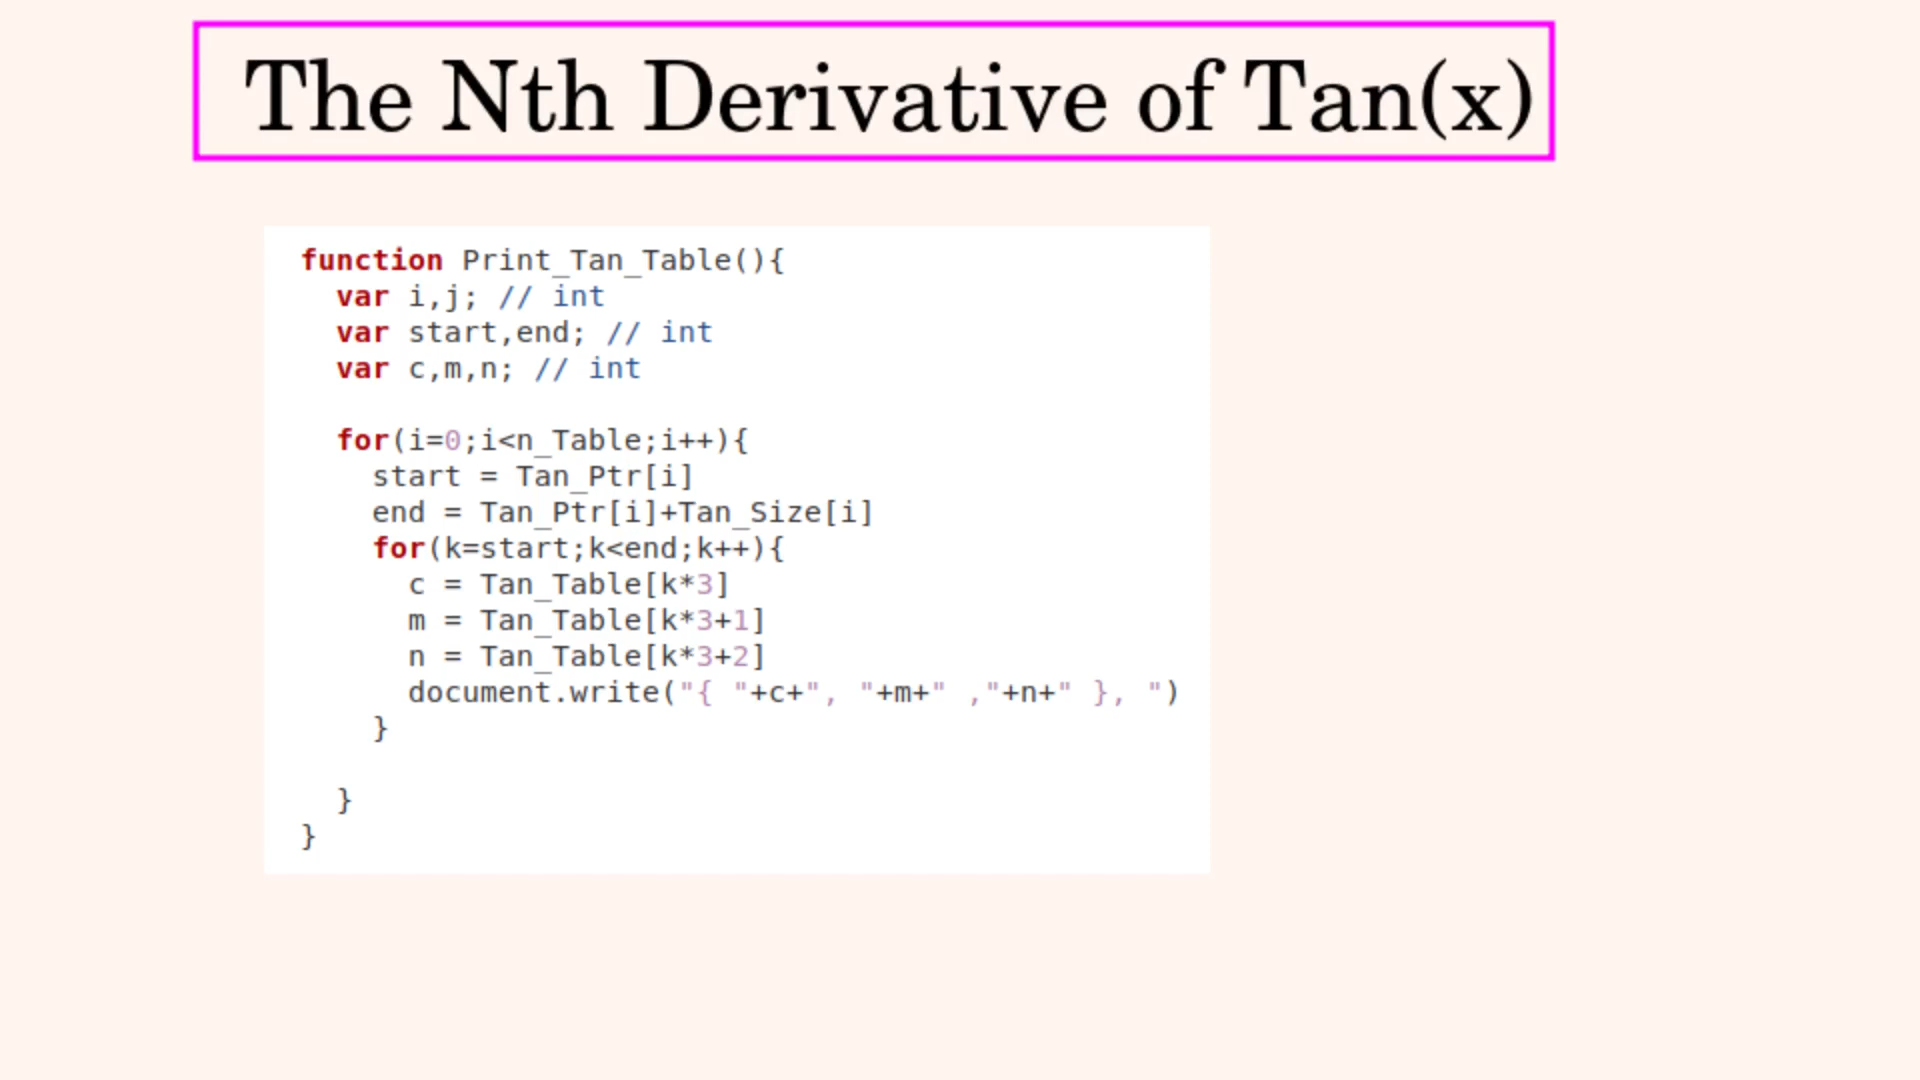 The Nth Derivative of Tan(x)
function Print_Tan_Table(){
var i,j; // int
var start,end; // int
var c,m,n; // int
for(i=0;i<n_Table;i++){
start = Tan_Ptr[i]
end = Tan_Ptr[i]+Tan_Size[i]
for(k=start;k<end;k++){
c = Tan_Table[k*3]
m = Tan_Table[k*3+1]
n = Tan_Table[k*3+2]
document.write("{ "+c+", "+m+" ,"+n+" }, ")
}
}
}